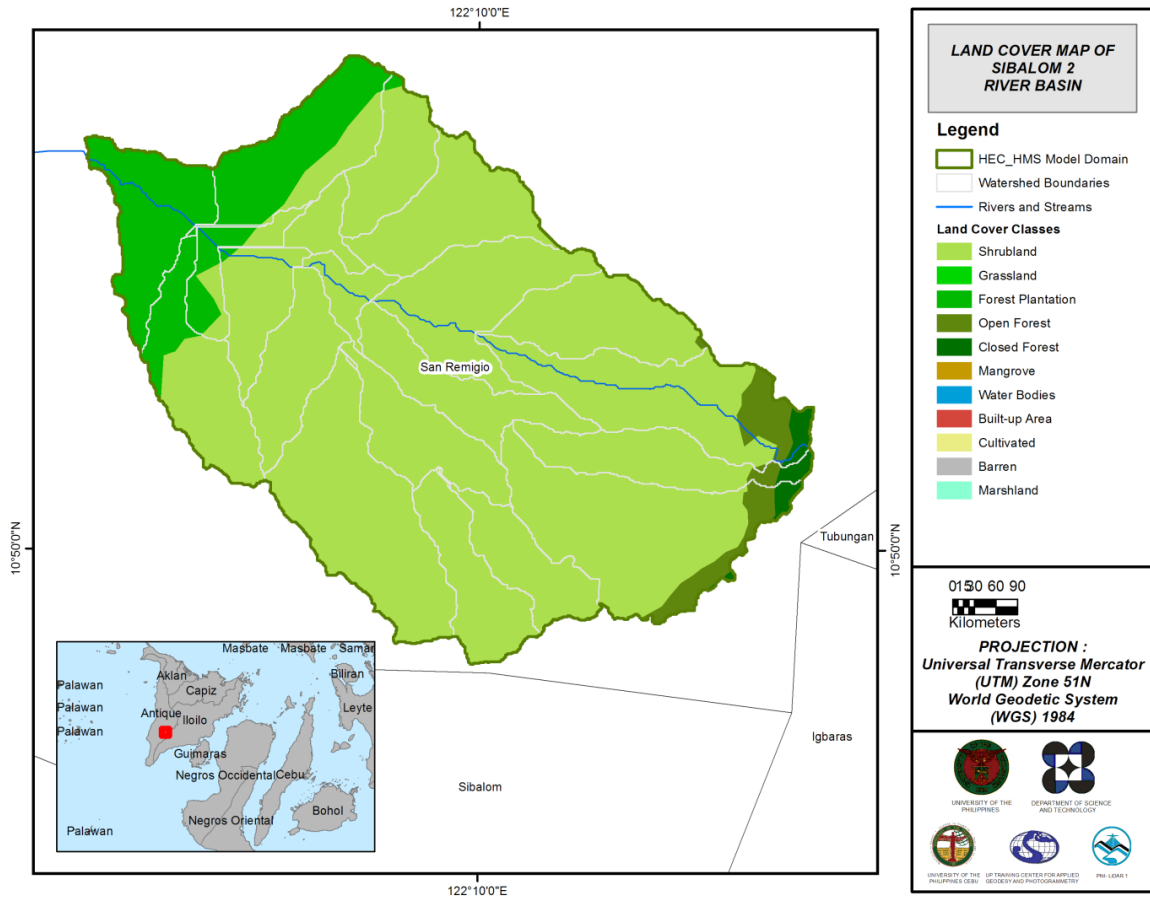 122°10'0"E
10°50'0"N
San Remigio
Tubungan
10°50'0"N
Igbaras
Sibalom
Masbate
Masbate
Samar
Aklan
Biliran
Capiz
Palawan
Palawan
Leyte
Antique
Iloilo
Palawan
Guimaras
Negros Occidental
Cebu
Bohol
Negros Oriental
Palawan
122°10'0"E
LAND COVER MAP OF
SIBALOM 2
RIVER BASIN
Legend
HEC_HMS Model Domain
Watershed Boundaries
Rivers and Streams
Land Cover Classes
Shrubland
Grassland
Forest Plantation
Open Forest
Closed Forest
Mangrove
Water Bodies
Built-up Area
Cultivated
Barren
Marshland
01530 60 90
Kilometers
PROJECTION :
Universal Transverse Mercator
(UTM) Zone 51N
World Geodetic System
(WGS) 1984
UNIVERSITY OF THE
PHILIPPINES
DEPARTMENT OF SCIENCE
AND TECHNOLOGY
UNIVERSITY OF THE
PHILIPPINES CEBU
UP TRAINING CENTER FOR APPLIED
GEODESY AND PHOTOGRAMMETRY
PHIL-LIDAR 1